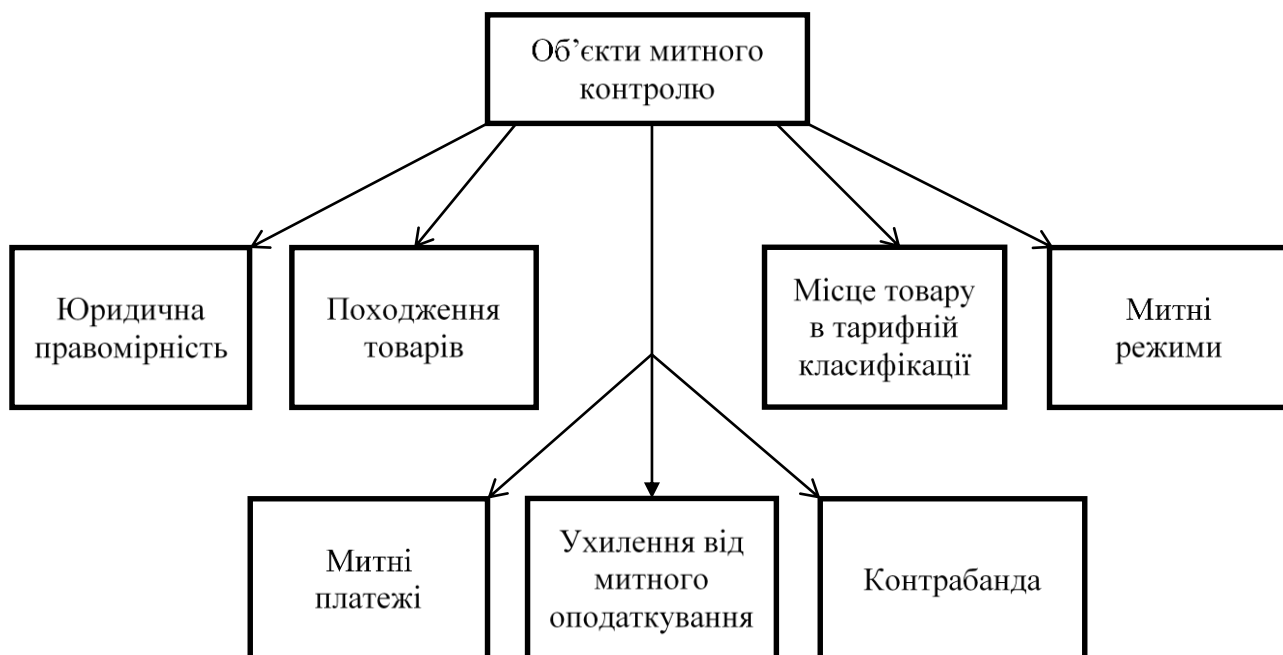 Об’єкти митного
контролю
Юридична
правомірність
Походження
товарів
Місце товару
в тарифній
класифікації
Митні
режими
Митні
платежі
Ухилення від
митного
оподаткування
Контрабанда